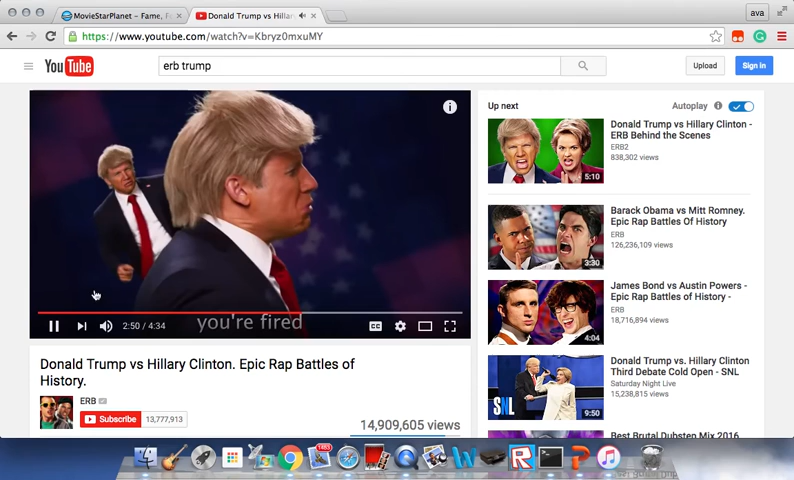 MovieStarPlanet – Fame, F
Donald Trump vs Hillar
ava
https://www.youtube.com/watch?v=Kbryz0mxuMY
YouTube
erb trump
Upload
Sign in
you're fired
2:50 / 4:34
CC
Donald Trump vs Hillary Clinton. Epic Rap Battles of
History.
ERB
Subscribe
13,777,913
14,909,605 views
Up next
Autoplay
Donald Trump vs Hillary Clinton -
ERB Behind the Scenes
ERB2
838,302 views
5:10
Barack Obama vs Mitt Romney.
Epic Rap Battles Of History
ERB
126,236,109 views
3:30
James Bond vs Austin Powers -
Epic Rap Battles of History -
ERB
18,716,894 views
4:04
Donald Trump vs. Hillary Clinton
Third Debate Cold Open - SNL
Saturday Night Live
15,238,815 views
SNL
9:50
Best Brutal Dubstep Mix 2016